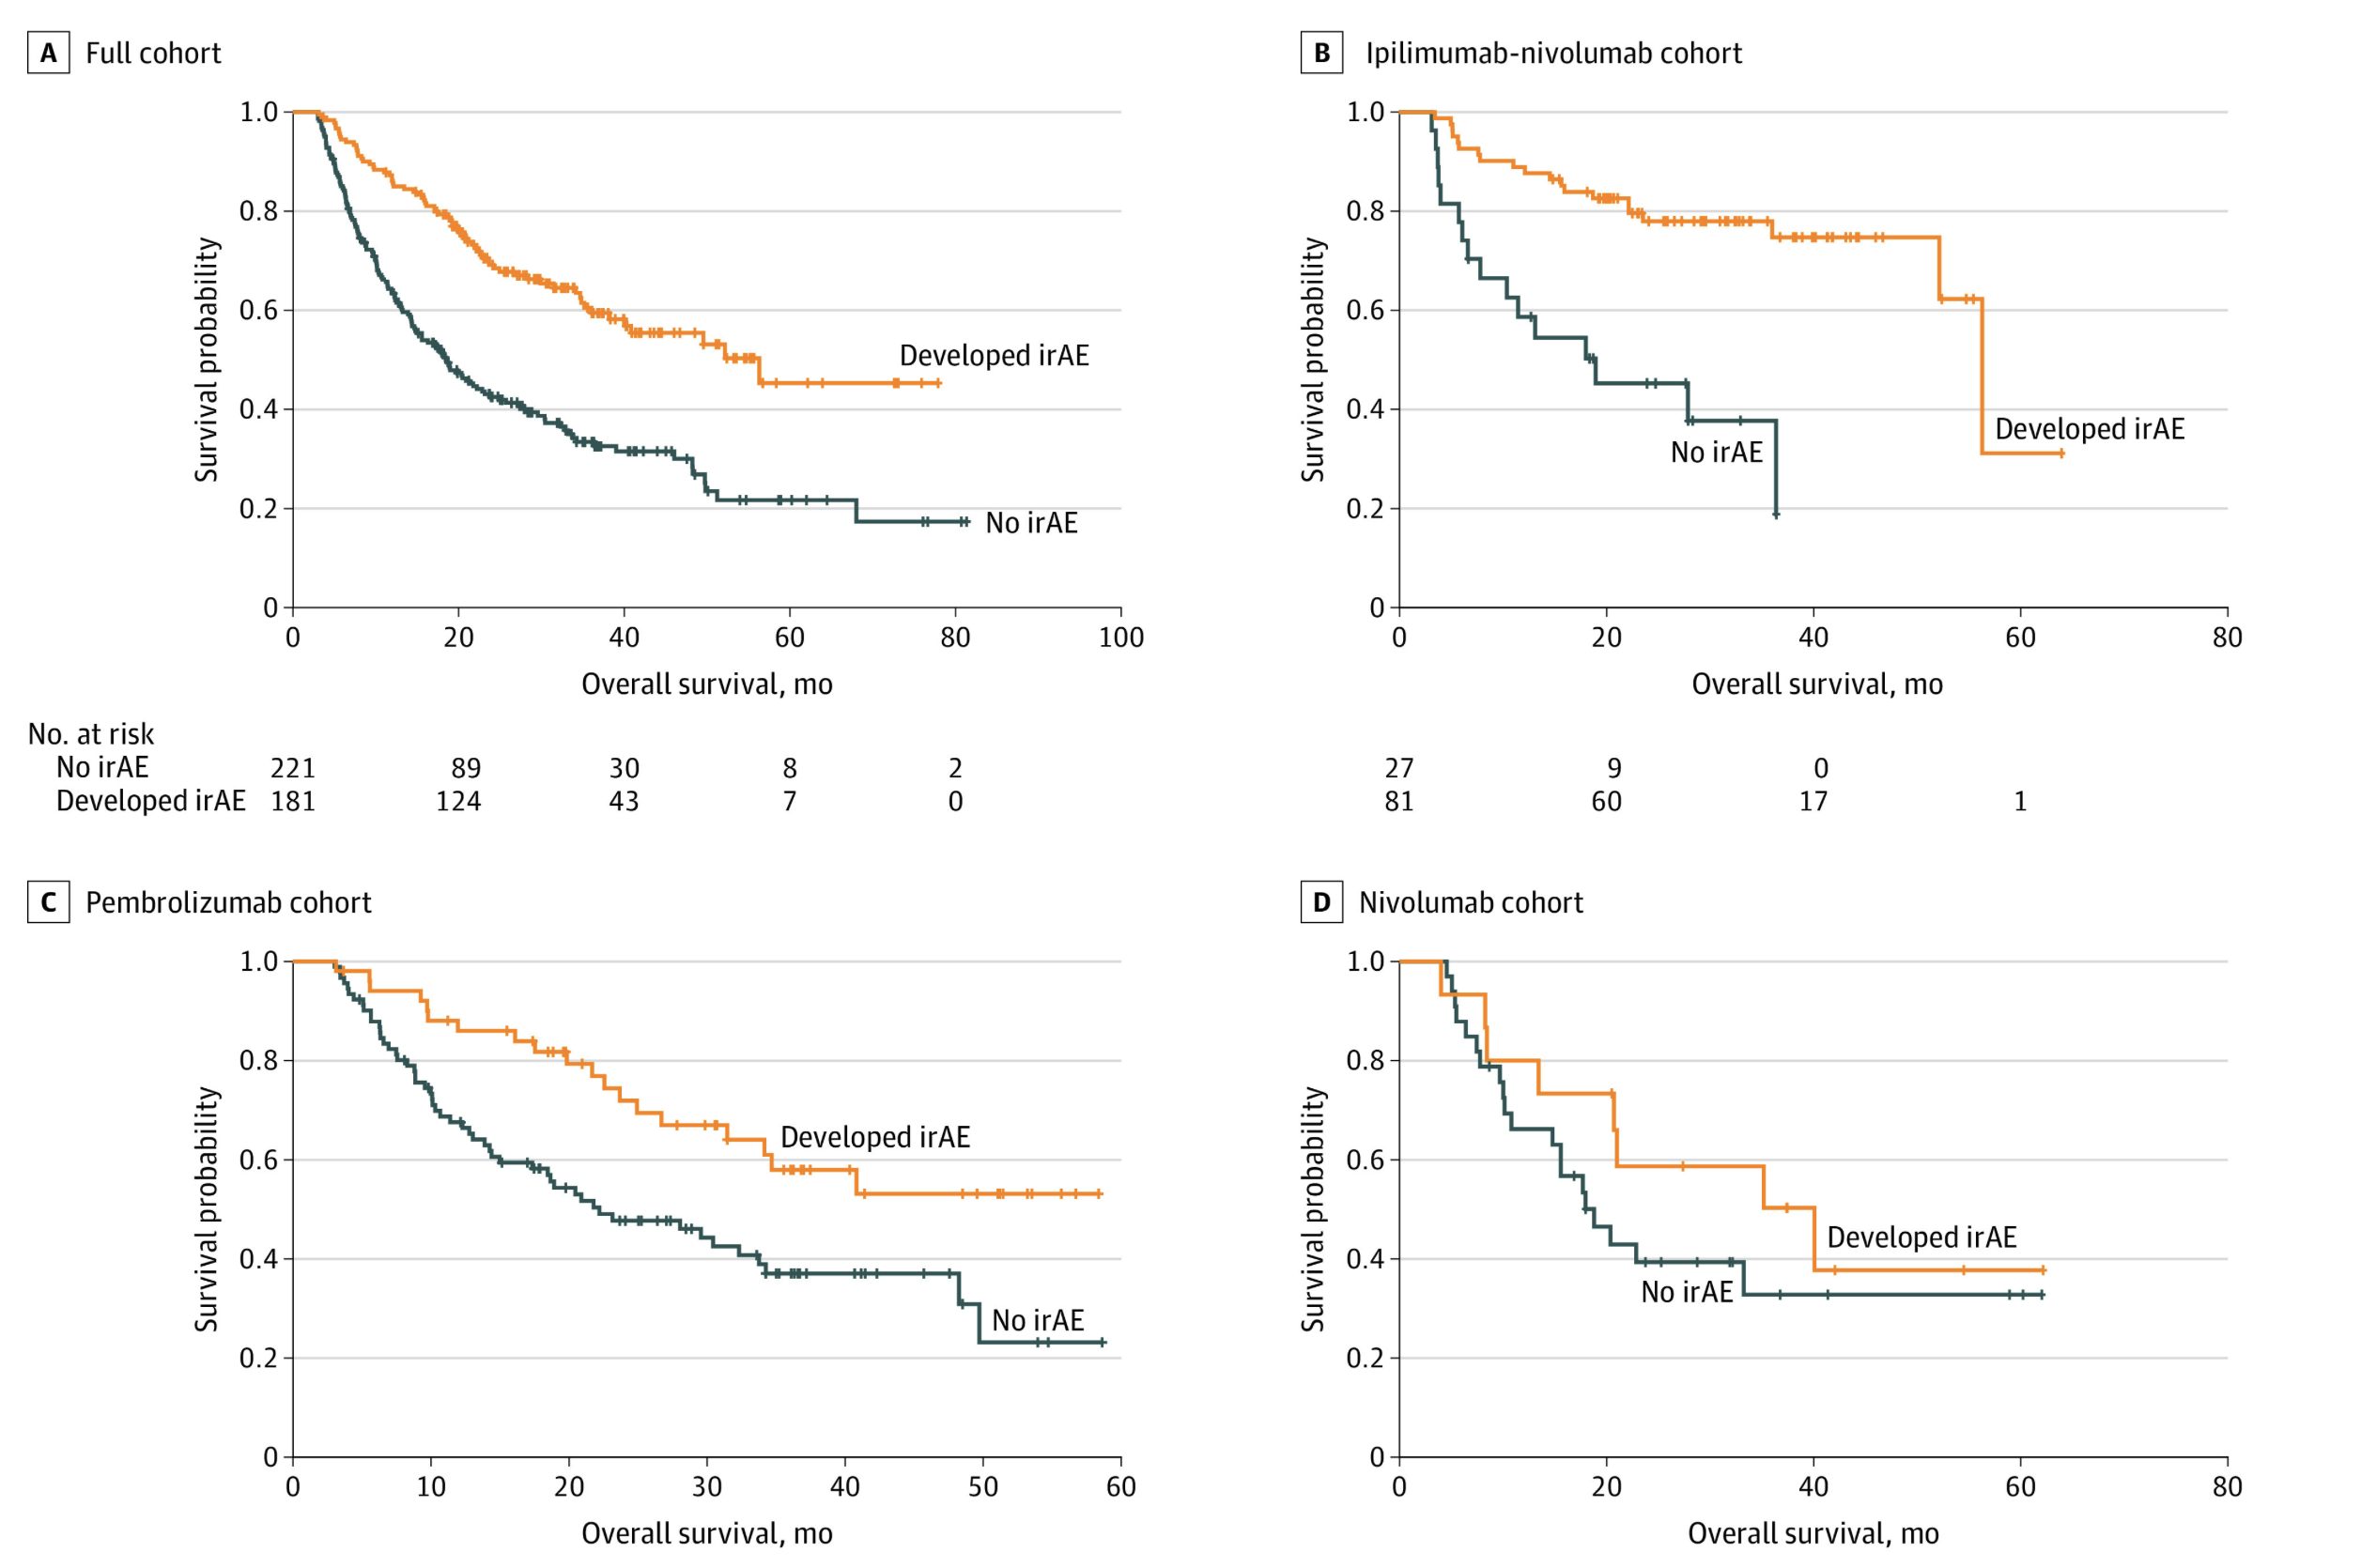 A Full cohort
1.0
0.8
0.6
0.4
0.2
0
Survival probability
Developed irAE
No irAE
0 20 40 60 80 100
Overall survival, mo
B Ipilimumab-nivolumab cohort
1.0
0.8
0.6
0.4
0.2
0
Survival probability
Developed irAE
No irAE
0 20 40 60 80
Overall survival, mo
No. at risk
No irAE 221 89 30 8 2 27 9 0
Developed irAE 181 124 43 7 0 81 60 17 1
C Pembrolizumab cohort
1.0
0.8
0.6
0.4
0.2
0
Survival probability
Developed irAE
No irAE
0 10 20 30 40 50 60
Overall survival, mo
D Nivolumab cohort
1.0
0.8
0.6
0.4
0.2
0
Survival probability
Developed irAE
No irAE
0 20 40 60 80
Overall survival, mo